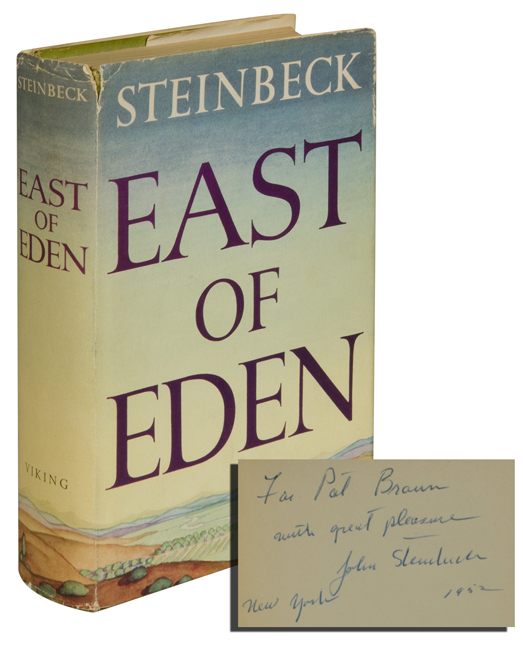 STEINBECK
EAST
OF
EDEN
VIKING
STEINBECK
EAST
OF
EDEN
For Pat Brown
with great pleasure
John Steinbeck
New York 1952